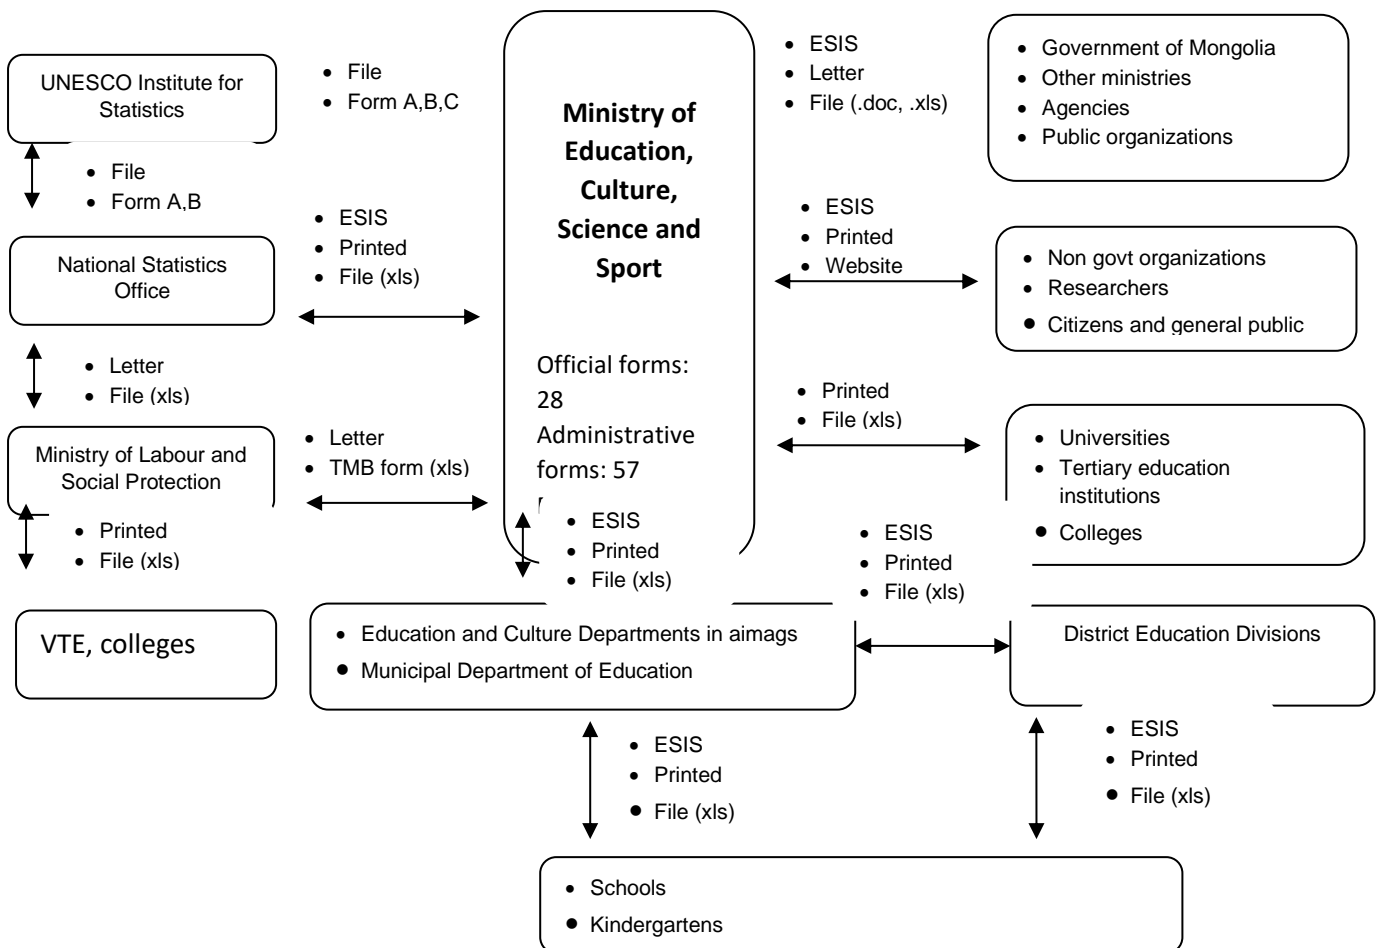 UNESCO Institute for
Statistics
• File
• Form A,B,C
Ministry of
Education,
Culture,
Science and
Sport
• ESIS
• Letter
• File (.doc, .xls)
• Government of Mongolia
• Other ministries
• Agencies
• Public organizations
• File
• Form A,B
• ESIS
• Printed
• File (xls)
• ESIS
• Printed
• Website
National Statistics
Office
• Non govt organizations
• Researchers
• Citizens and general public
• Letter
• File (xls)
Official forms:
28
Administrative
forms: 57
• Printed
• File (xls)
Ministry of Labour and
Social Protection
• Letter
• TMB form (xls)
• Universities
• Tertiary education
institutions
• Colleges
• Printed
• File (xls)
• ESIS
• Printed
• File (xls)
• ESIS
• Printed
• File (xls)
VTE, colleges
• Education and Culture Departments in aimags
• Municipal Department of Education
District Education Divisions
• ESIS
• Printed
• File (xls)
• ESIS
• Printed
• File (xls)
• Schools
• Kindergartens